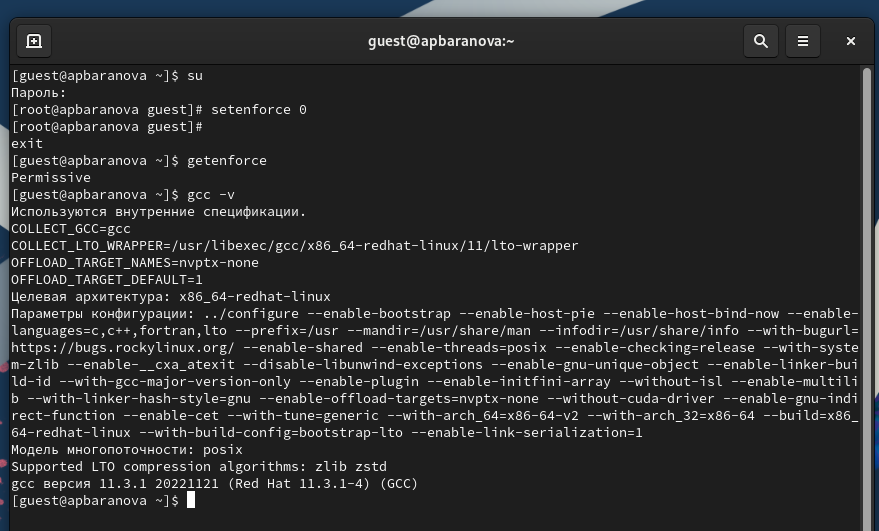 guest@apbaranova:~
[guest@apbaranova ~]$ su
Пароль:
[root@apbaranova guest]# setenforce 0
[root@apbaranova guest]#
exit
[guest@apbaranova ~]$ getenforce
Permissive
[guest@apbaranova ~]$ gcc -v
Используются внутренние спецификации.
COLLECT_GCC=gcc
COLLECT_LTO_WRAPPER=/usr/libexec/gcc/x86_64-redhat-linux/11/lto-wrapper
OFFLOAD_TARGET_NAMES=nvptx-none
OFFLOAD_TARGET_DEFAULT=1
Целевая архитектура: x86_64-redhat-linux
Параметры конфигурации: ../configure --enable-bootstrap --enable-host-pie --enable-host-bind-now --enable-
languages=c,c++,fortran,lto --prefix=/usr --mandir=/usr/share/man --infodir=/usr/share/info --with-bugurl=
https://bugs.rockylinux.org/ --enable-shared --enable-threads=posix --enable-checking=release --with-syste
m-zlib --enable-__cxa_atexit --disable-libunwind-exceptions --enable-gnu-unique-object --enable-linker-bui
ld-id --with-gcc-major-version-only --enable-plugin --enable-initfini-array --without-isl --enable-multili
b --with-linker-hash-style=gnu --enable-offload-targets=nvptx-none --without-cuda-driver --enable-gnu-indi
rect-function --enable-cet --with-tune=generic --with-arch_64=x86-64-v2 --with-arch_32=x86-64 --build=x86_
64-redhat-linux --with-build-config=bootstrap-lto --enable-link-serialization=1
Модель многопоточности: posix
Supported LTO compression algorithms: zlib zstd
gcc версия 11.3.1 20221121 (Red Hat 11.3.1-4) (GCC)
[guest@apbaranova ~]$